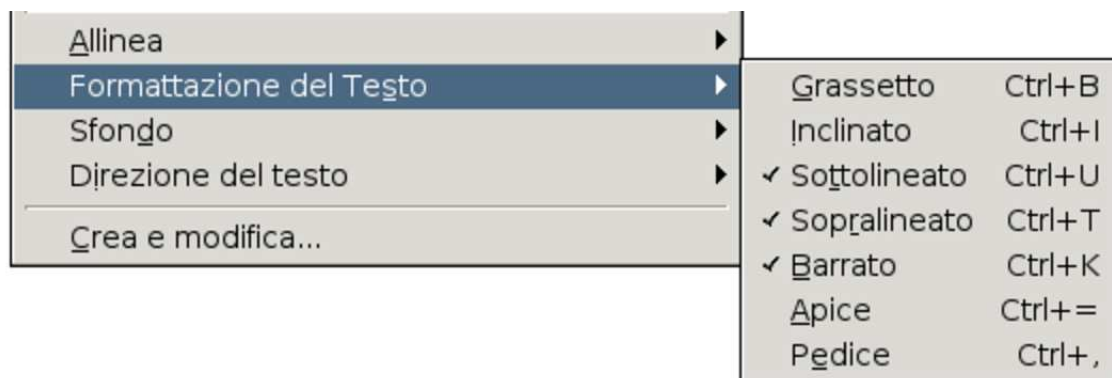 Allinea
Formattazione del Testo
Sfondo
Direzione del testo
Crea e modifica...
Grassetto Ctrl+B
Inclinato Ctrl+I
Sottolineato Ctrl+U
Sopralineato Ctrl+T
Barrato Ctrl+K
Apice Ctrl+=
Pedice Ctrl+,